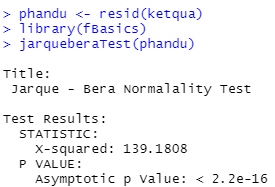 > phandu <- resid(ketqua)
> library(fBasics)
> jarqueberaTest(phandu)
Title:
Jarque - Bera Normalality Test
Test Results:
STATISTIC:
X-squared: 139.1808
P VALUE:
Asymptotic p Value: < 2.2e-16